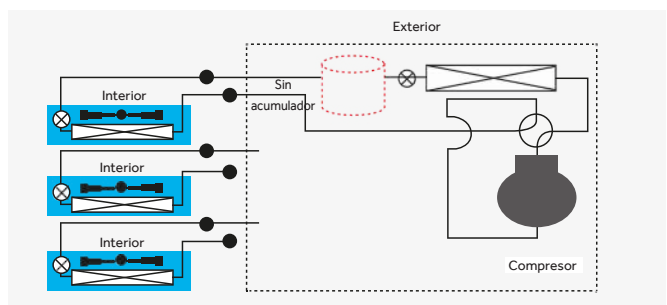 Exterior
Interior
Sin
acumulador
Interior
Interior
Compresor